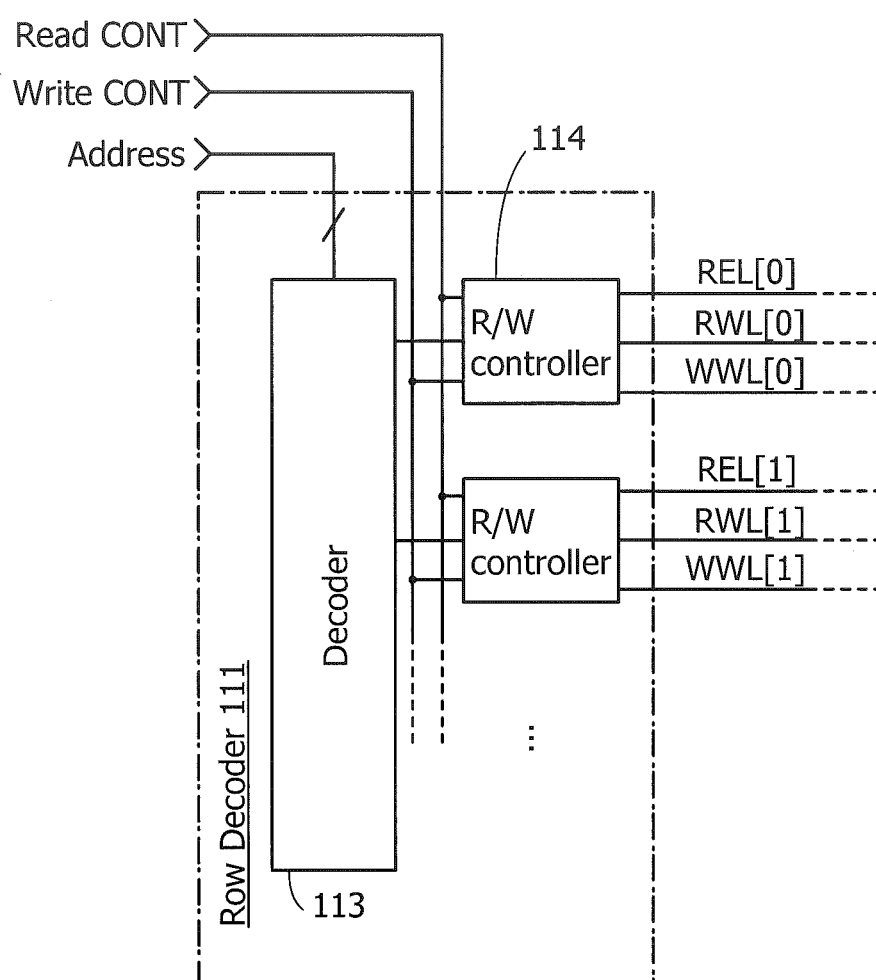 Read CONT
Write CONT
Address
114
R/W
controller
REL[0]
RWL[0]
WWL[0]
R/W
controller
REL[1]
RWL[1]
WWL[1]
Decoder
Row Decoder 111
113